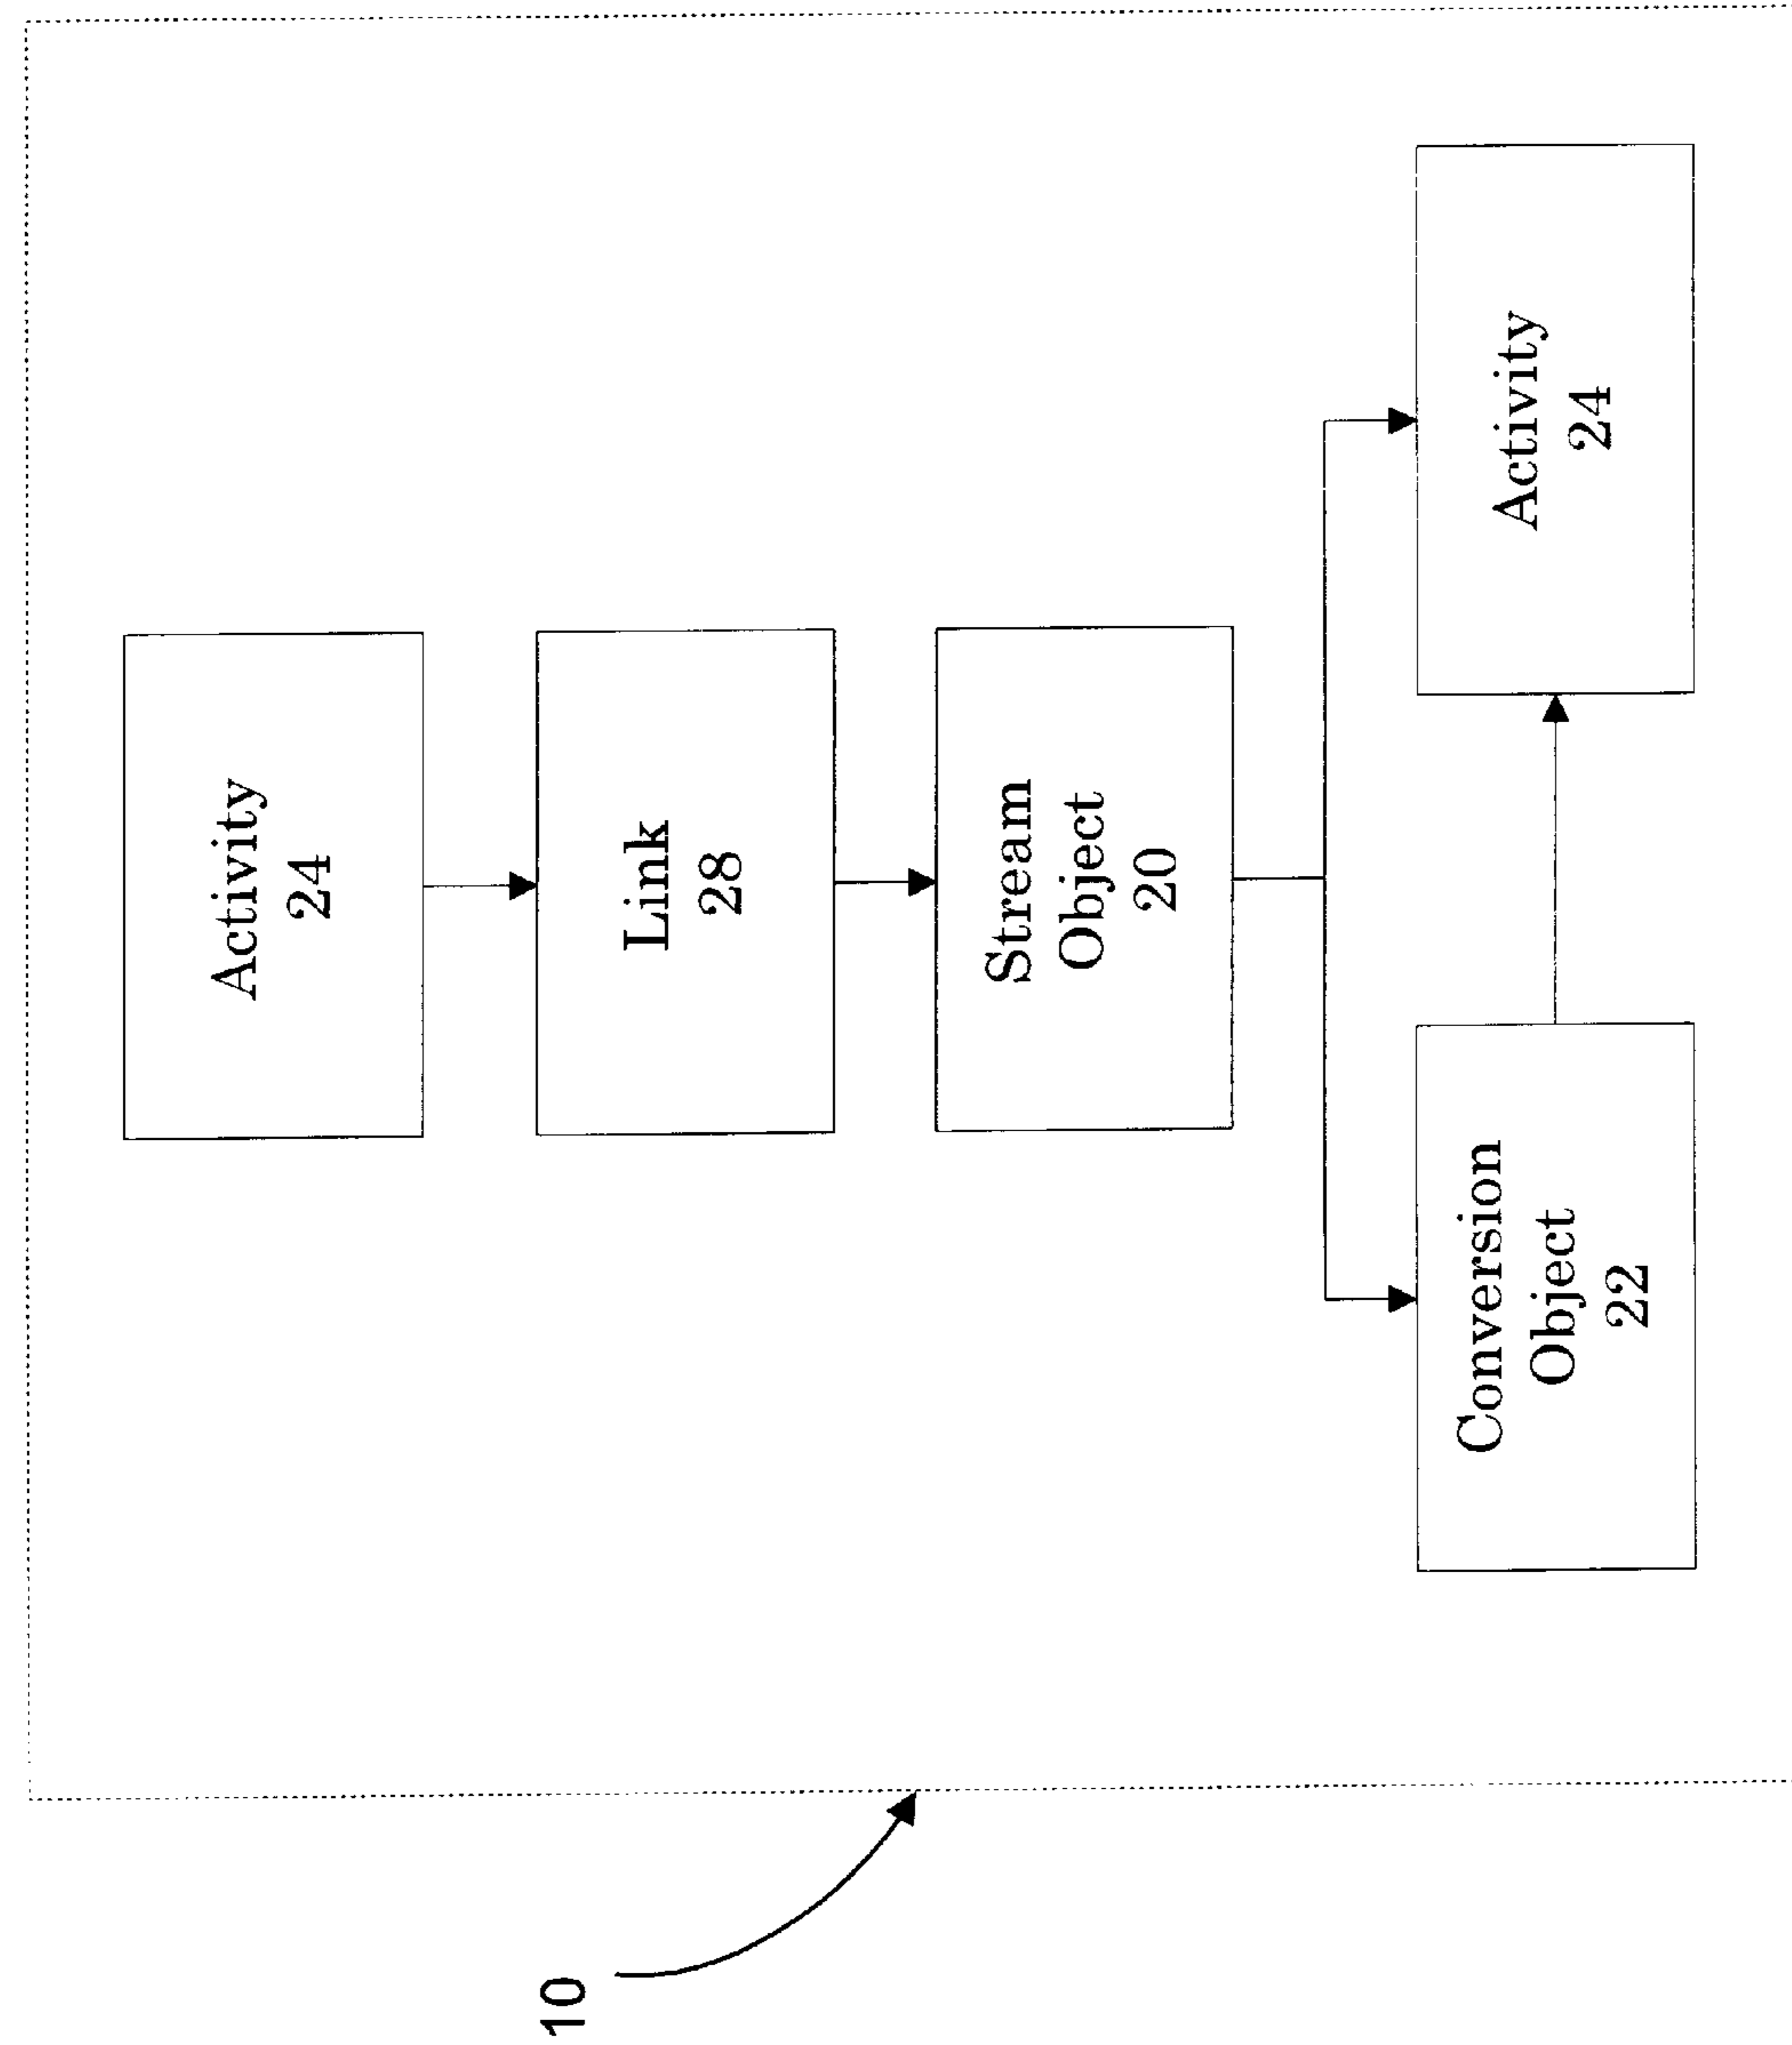 10
Activity
24
Link
28
Stream
Object
20
Conversion
Object
22
Activity
24